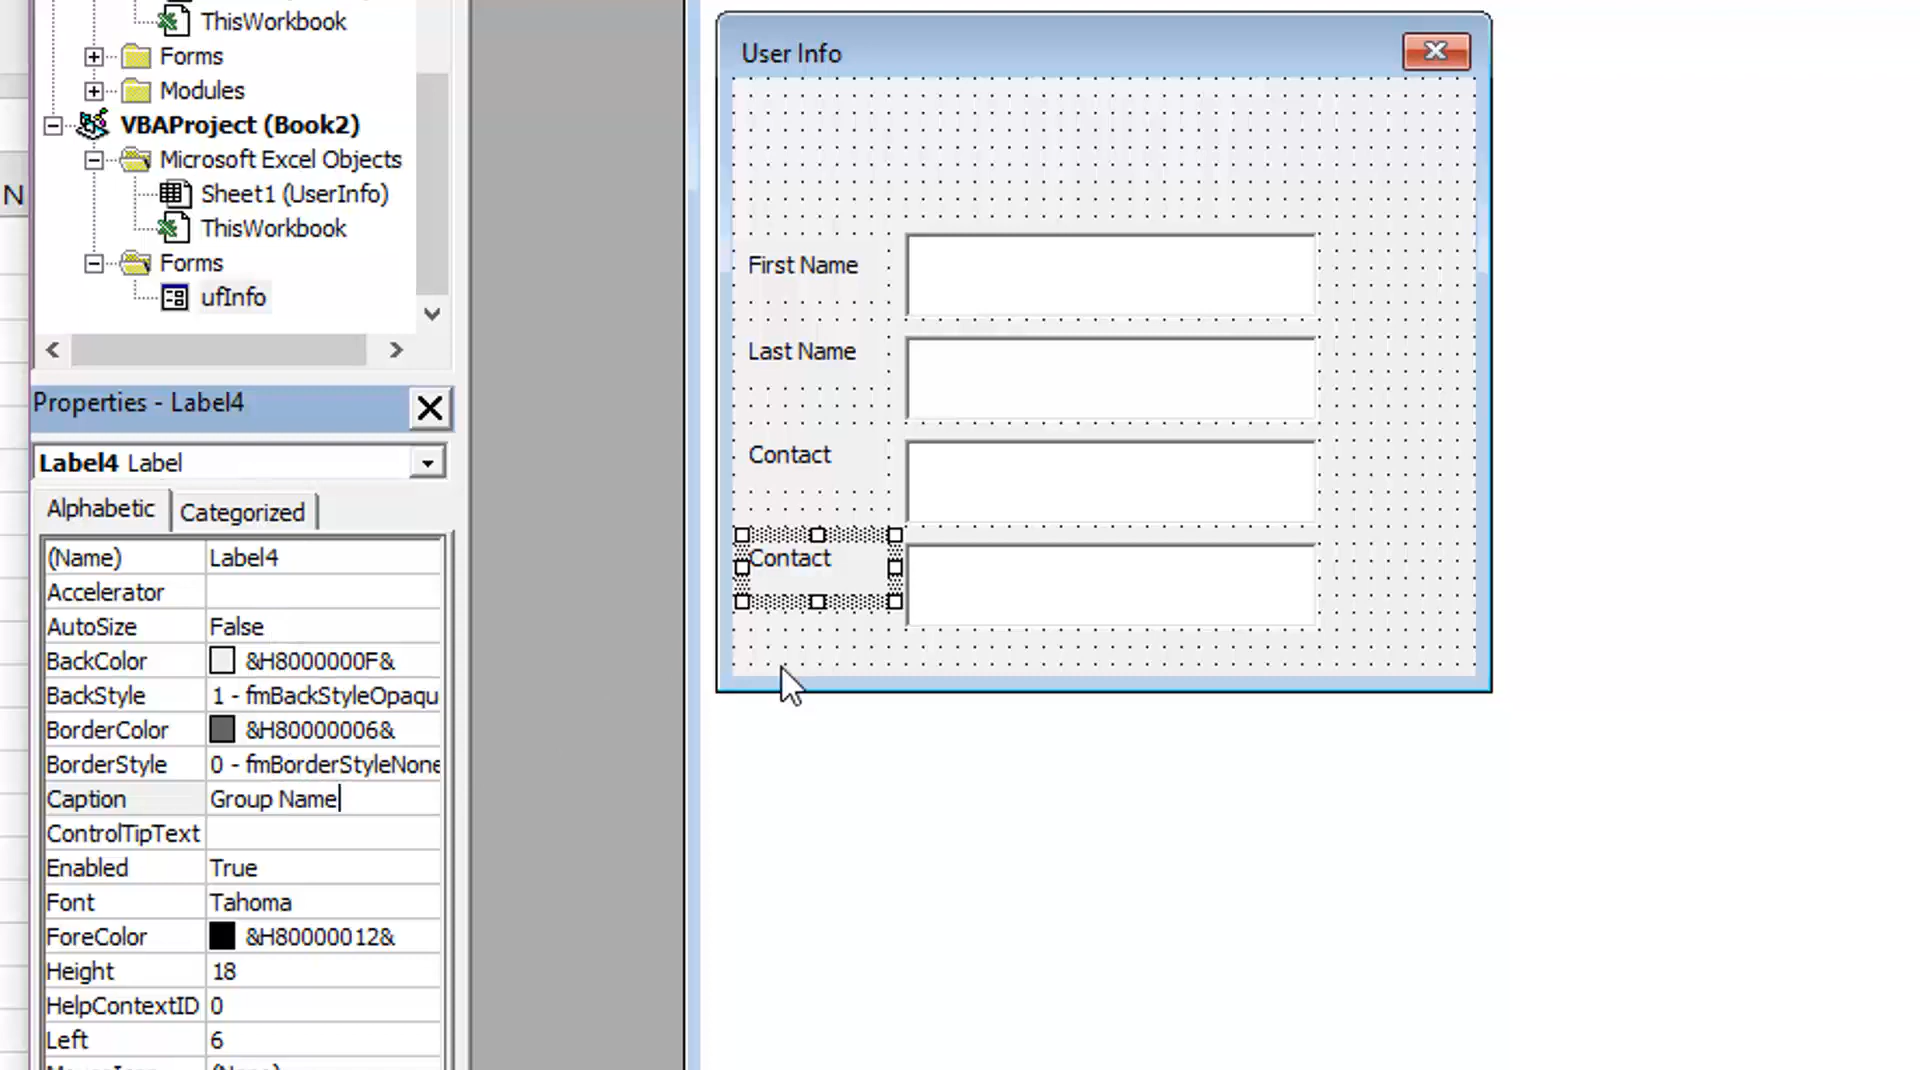 ThisWorkbook
Forms
Modules
VBAProject (Book2)
Microsoft Excel Objects
Sheet1 (UserInfo)
ThisWorkbook
Forms
ufInfo
N
Properties - Label4
Label4 Label
Alphabetic Categorized
(Name) Label4
Accelerator
AutoSize False
BackColor &H8000000F&
BackStyle 1 - fmBackStyleOpaqu
BorderColor &H80000006&
BorderStyle 0 - fmBorderStyleNone
Caption Group Name
ControlTipText
Enabled True
Font Tahoma
ForeColor &H80000012&
Height 18
HelpContextID 0
Left 6
User Info
First Name
Last Name
Contact
Contact